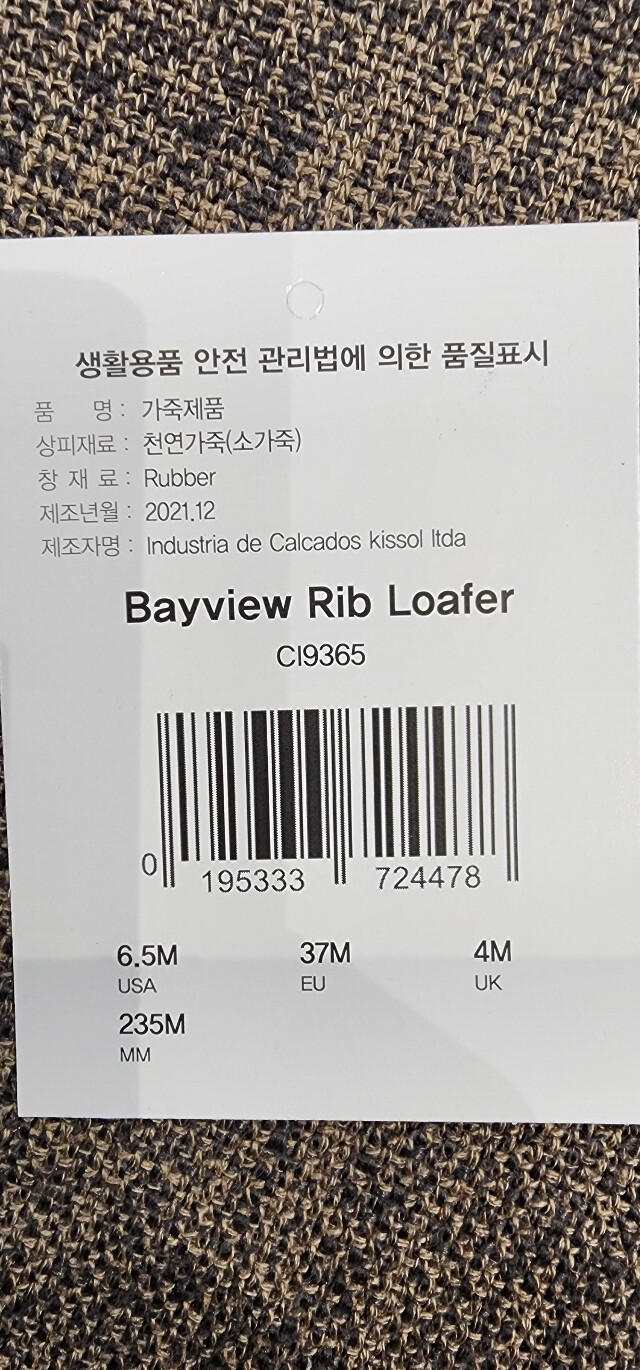 생활용품 안전 관리법에 의한 품질표시
품 명 : 가죽제품
상피재료 : 천연가죽(소가죽)
창 재 료 : Rubber
제조년월 : 2021.12
제조자명 : Industria de Calcados kissol ltda
Bayview Rib Loafer
CI9365
0 195333 724478
6.5M 37M 4M
USA EU UK
235M
MM